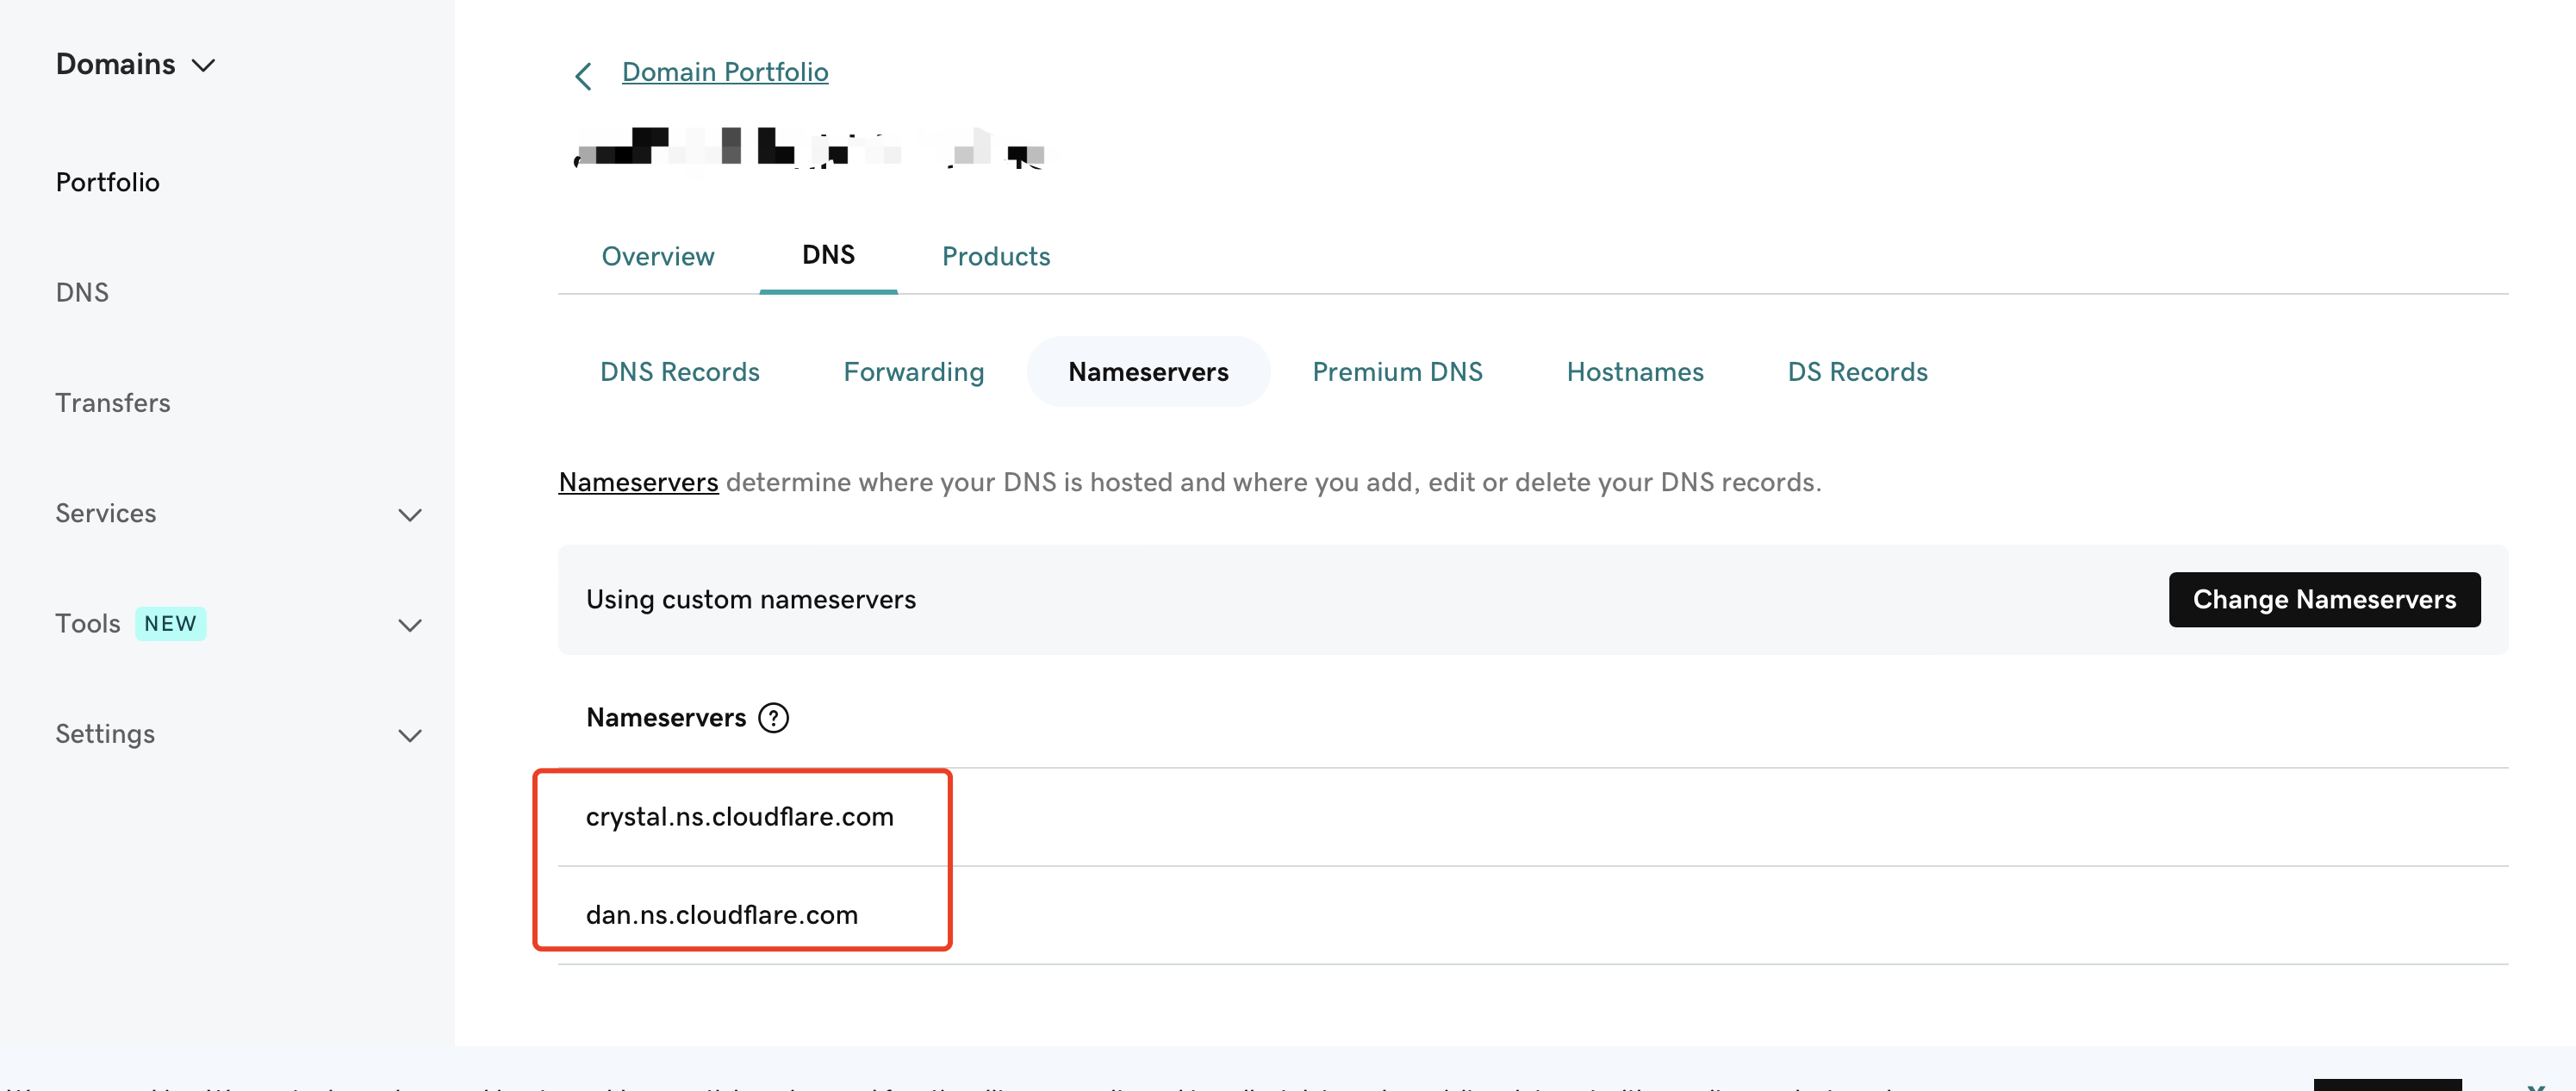 Domains
Portfolio
DNS
Transfers
Services
Tools NEW
Settings
Domain Portfolio
Overview DNS Products
DNS Records Forwarding Nameservers Premium DNS Hostnames DS Records
Nameservers determine where your DNS is hosted and where you add, edit or delete your DNS records.
Using custom nameservers Change Nameservers
Nameservers ?
crystal.ns.cloudflare.com
dan.ns.cloudflare.com